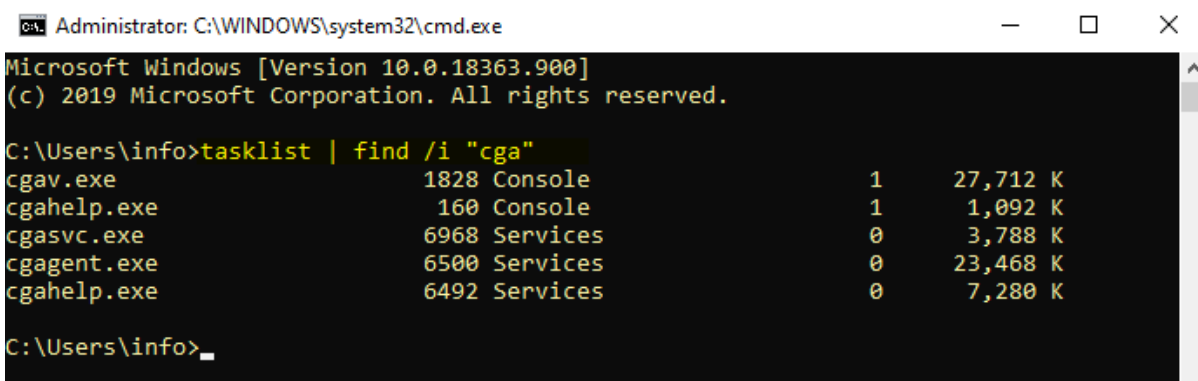 Administrator: C:\WINDOWS\system32\cmd.exe
Microsoft Windows [Version 10.0.18363.900]
(c) 2019 Microsoft Corporation. All rights reserved.
C:\Users\info>tasklist | find /i "cga"
cgav.exe 1828 Console 1 27,712 K
cgahelp.exe 160 Console 1 1,092 K
cgasvc.exe 6968 Services 0 3,788 K
cgagent.exe 6500 Services 0 23,468 K
cgahelp.exe 6492 Services 0 7,280 K
C:\Users\info>